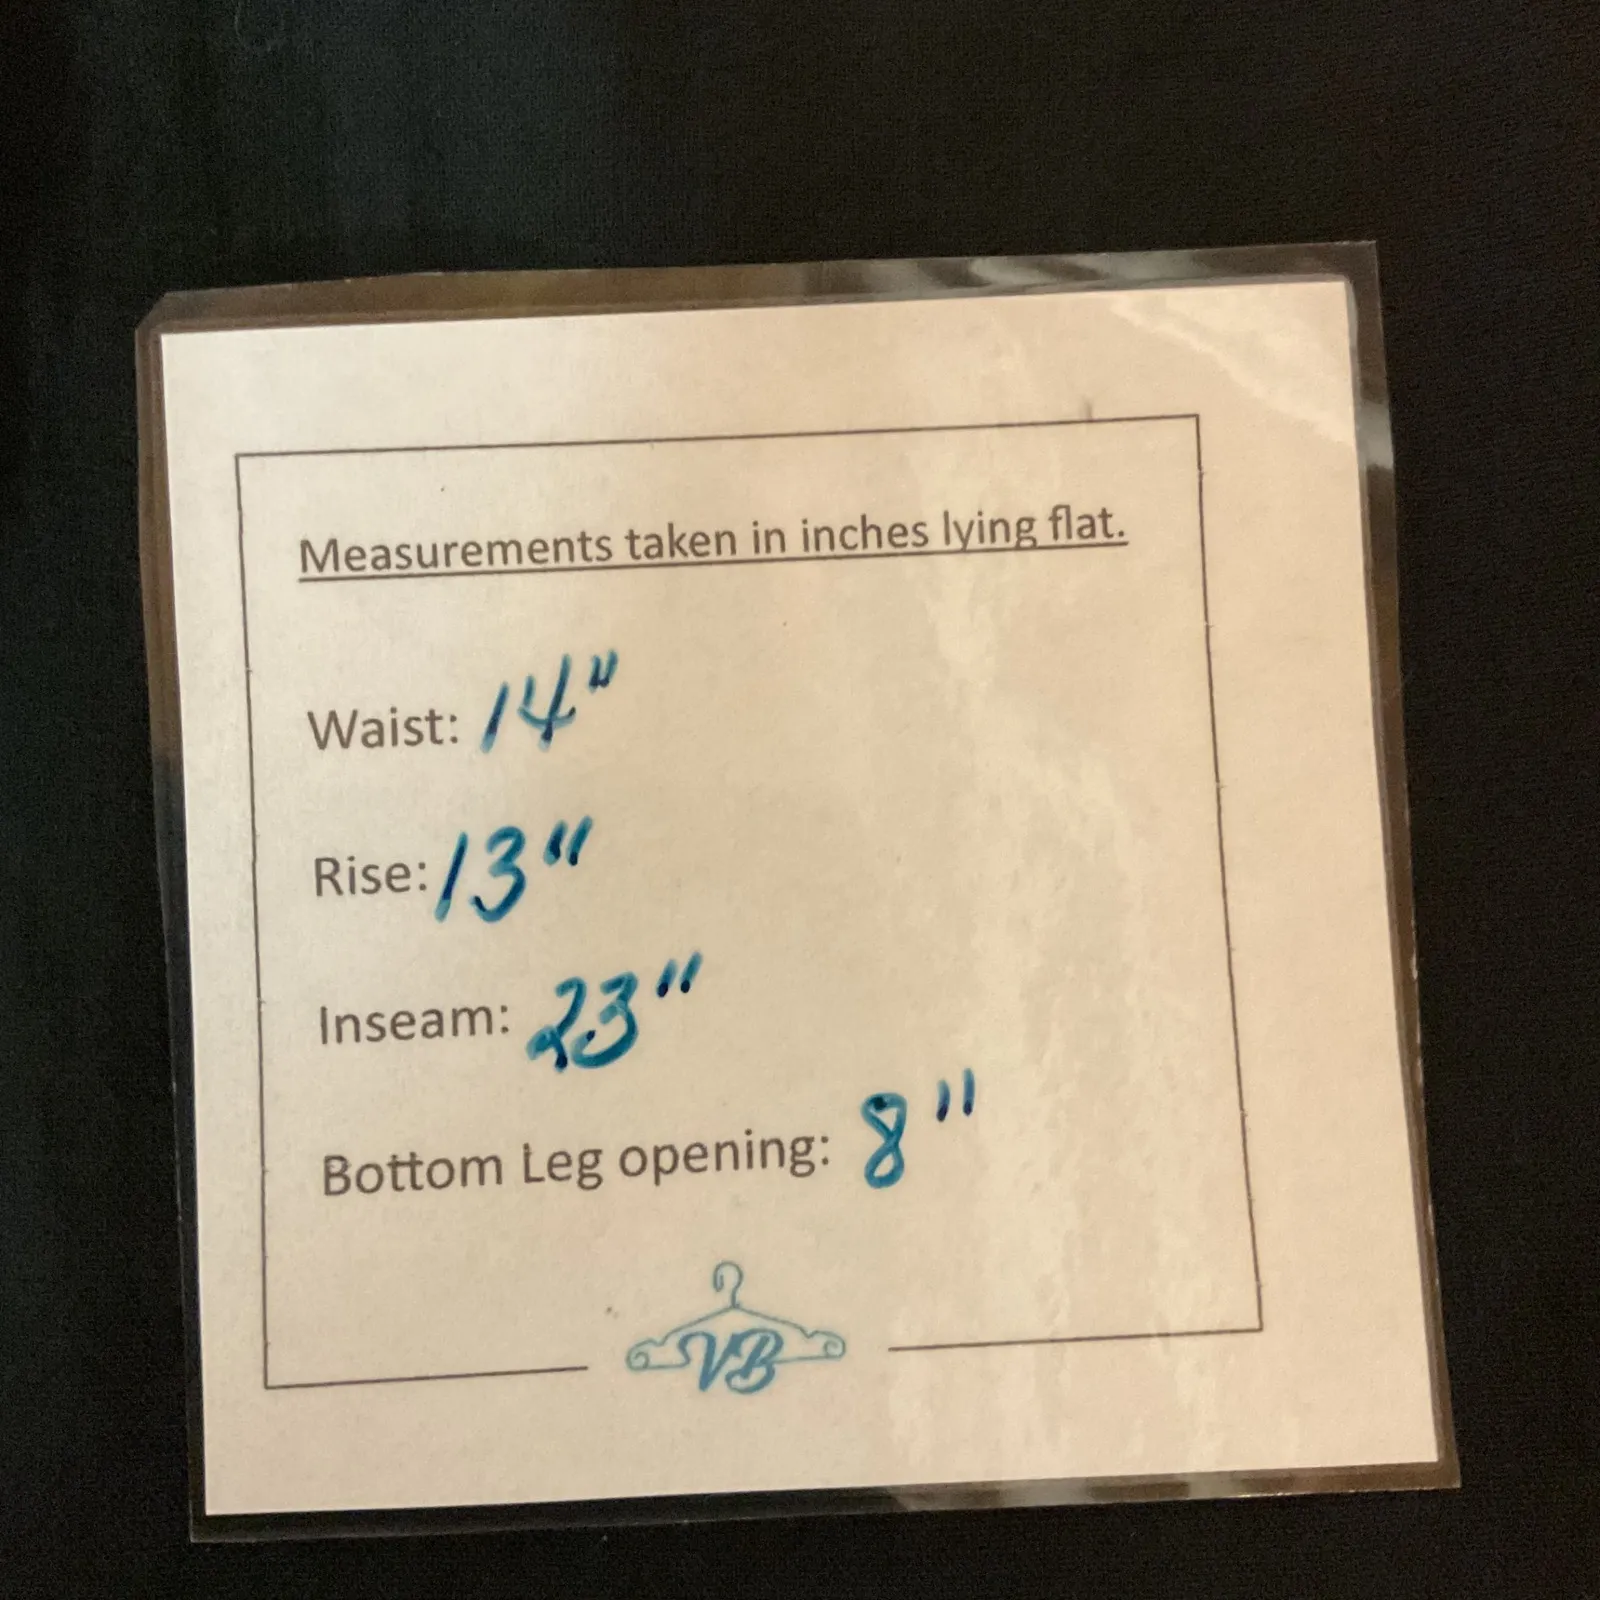 Measurements taken in inches lying flat.
Waist: 14"
Rise: 13"
Inseam: 23"
Bottom Leg opening: 8"
VB